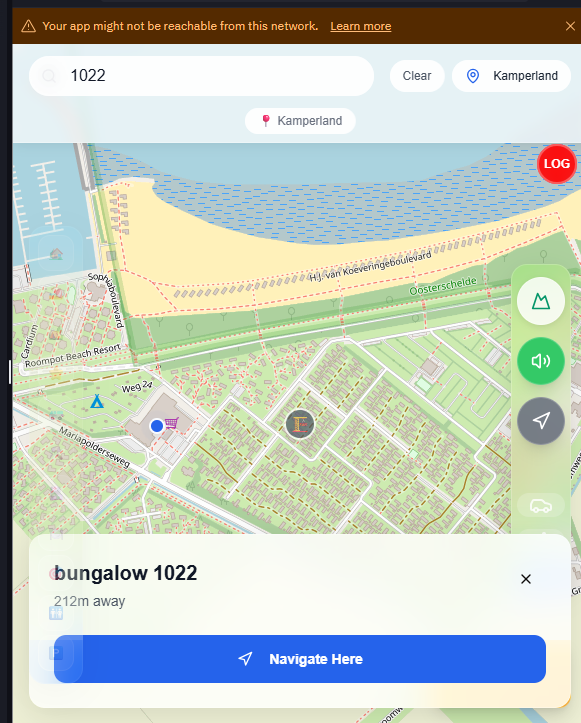 Your app might not be reachable from this network. Learn more
1022
Clear
Kamperland
Kamperland
LOG
H.J. van Koeveringeboulevard
Oosterschelde
Sophiaboulevard
Cardium
Roompot Beach Resort
Weg 24
Mariapolderseweg
bungalow 1022
212m away
Navigate Here